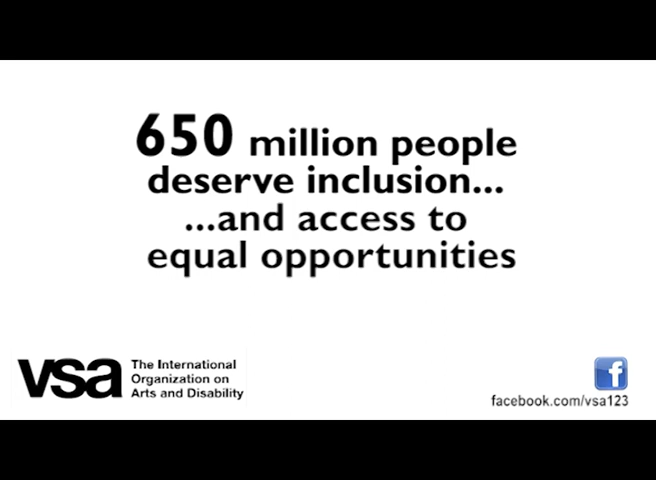 650 million people
deserve inclusion...
...and access to
equal opportunities
vsa
The International
Organization on
Arts and Disability
f
facebook.com/vsa123